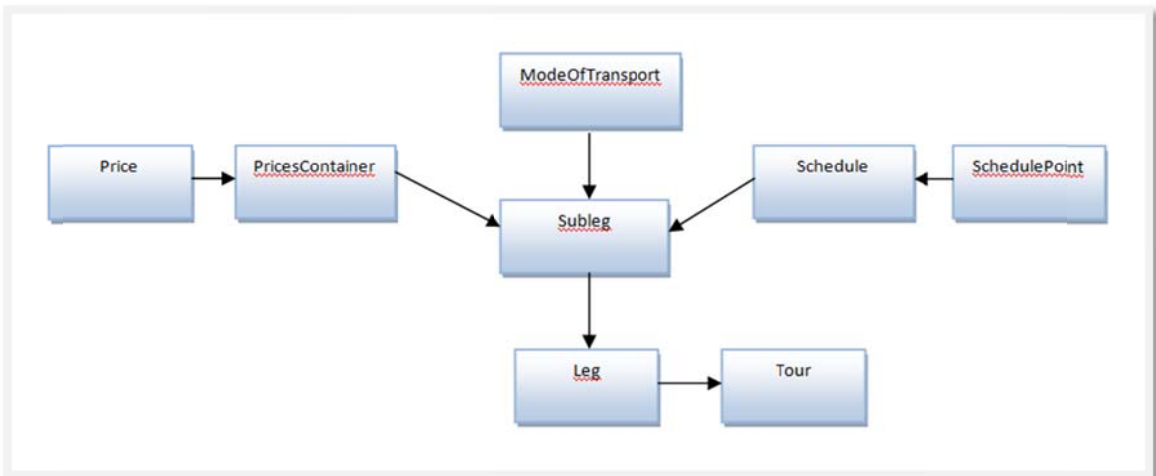 ModeOfTransport
Price
PricesContainer
Schedule
SchedulePoint
Subleg
Leg
Tour